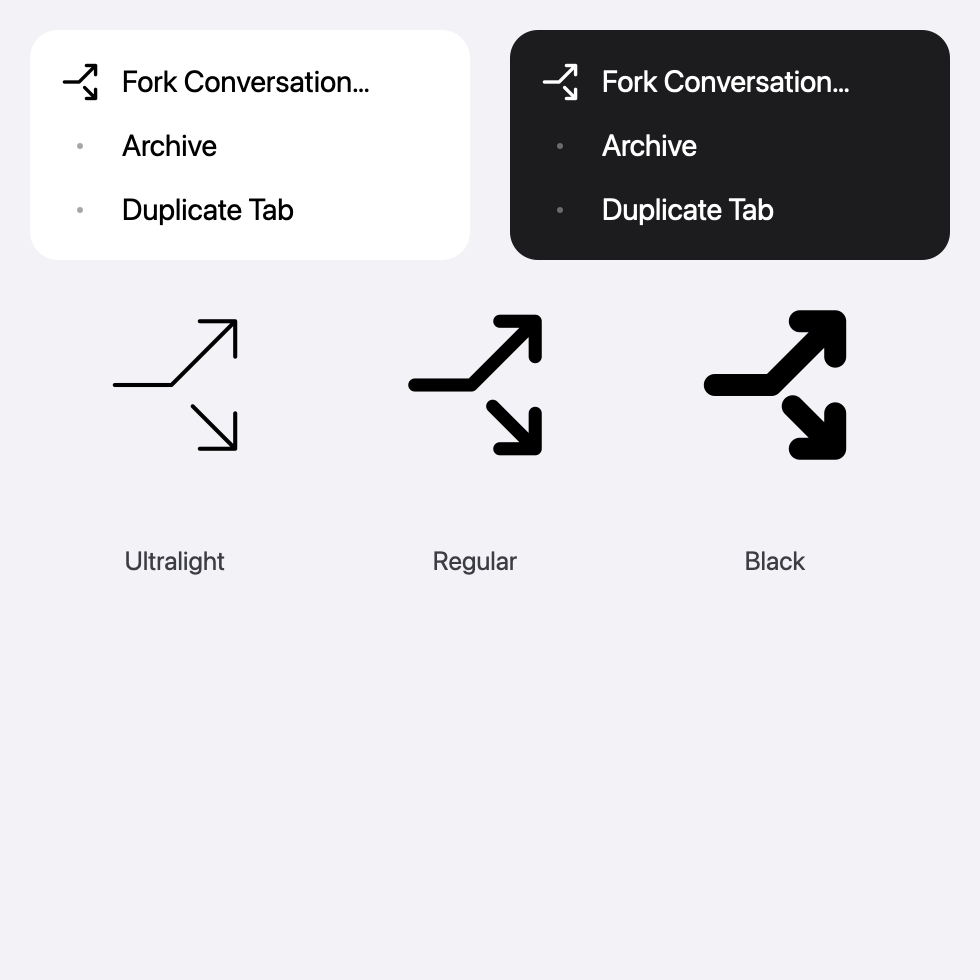 Fork Conversation...
Archive
Duplicate Tab
Fork Conversation...
Archive
Duplicate Tab
Ultralight
Regular
Black